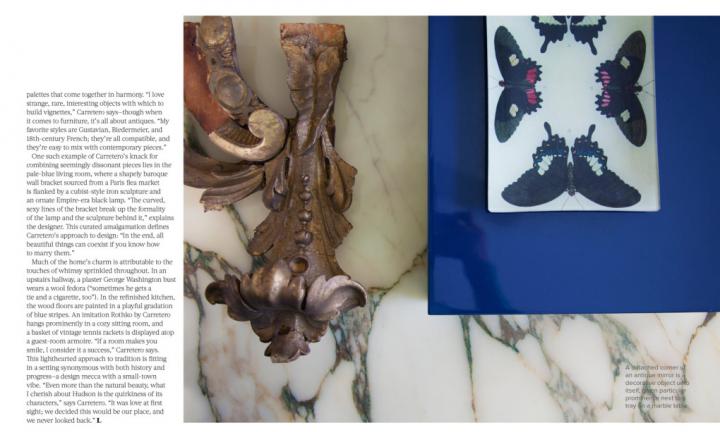 palettes that come together in harmony. “I love
strange, rare, interesting objects with which to
build vignettes,” Carretero says–though when
it comes to furniture, it's all about antiques. “My
favorite styles are Gustavian, Biedermeier, and
18th-century French; they're all compatible, and
they're easy to mix with contemporary pieces.”
One such example of Carretero's knack for
combining seemingly dissonant pieces lies in the
pale-blue living room, where a shapely baroque
wall bracket sourced from a Paris flea market
is flanked by a cubist-style iron sculpture and
an ornate Empire-era black lamp. “The curved,
sexy lines of the bracket break up the formality
of the lamp and the sculpture behind it,” explains
the designer. This curated amalgamation defines
Carretero's approach to design: “In the end, all
beautiful things can coexist if you know how
to marry them.”
Much of the home's charm is attributable to the
touches of whimsy sprinkled throughout. In an
upstairs hallway, a plaster George Washington bust
wears a wool fedora (“sometimes he gets a
tie and a cigarette, too”). In the refinished kitchen,
the wood floors are painted in a playful gradation
of blue stripes. An imitation Rothko by Carretero
hangs prominently in a cozy sitting room, and
a basket of vintage tennis rackets is displayed atop
a guest-room armoire. “If a room makes you
smile, I consider it a success,” Carretero says.
This lighthearted approach to tradition is fitting
in a setting synonymous with both history and
progress–a design mecca with a small-town
vibe. “Even more than the natural beauty, what
I cherish about Hudson is the quirkiness of its
characters,” says Carretero. “It was love at first
sight; we decided this would be our place, and
we never looked back.” L
A detached corner of
an antique mirror is a
decorative object unto
itself, given particular
prominence next to a
tray on a marble table.